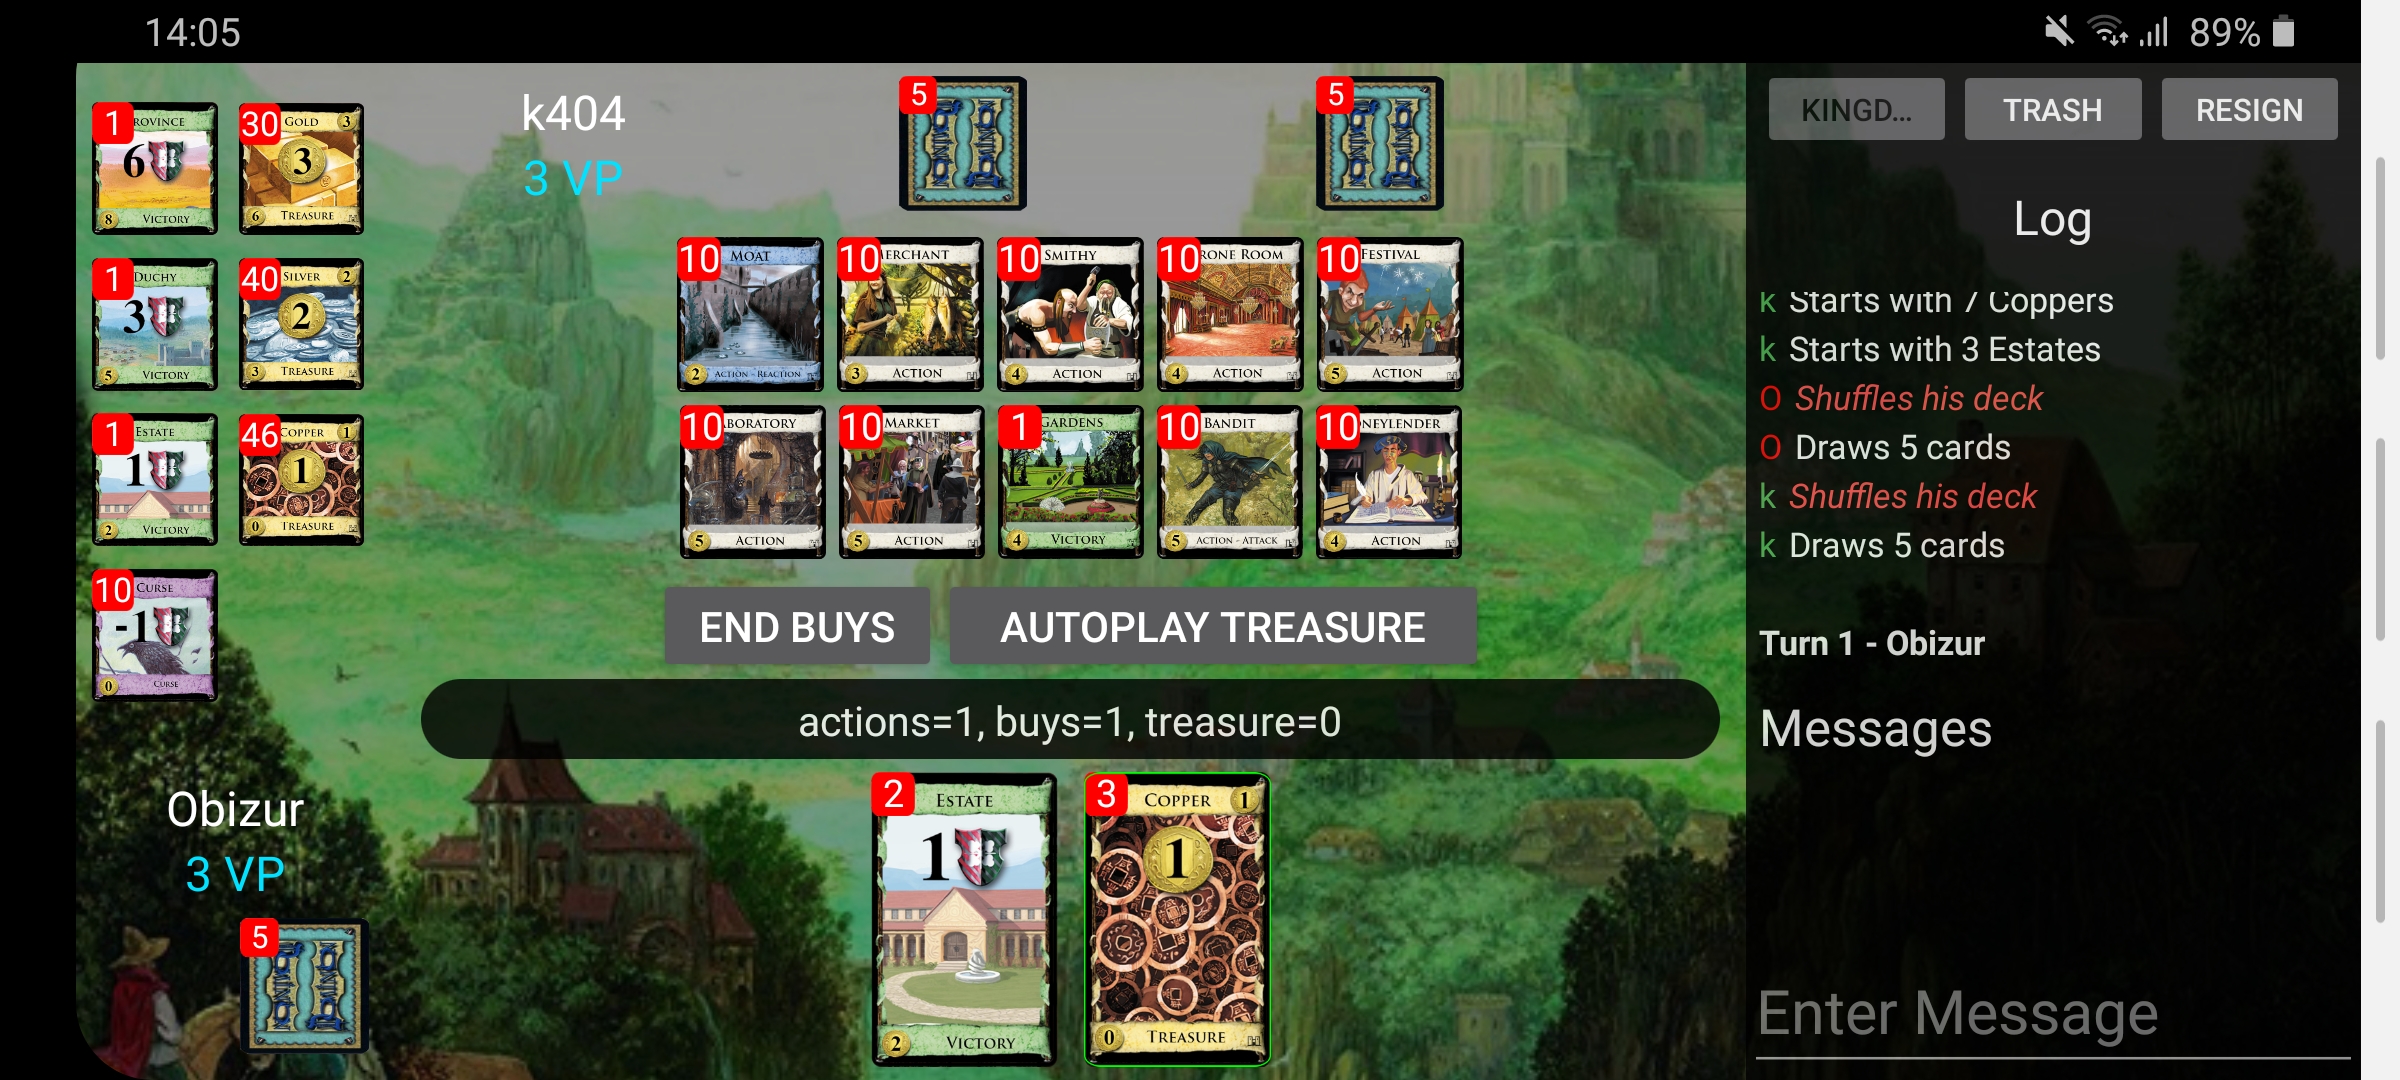 14:05
89%
k404
3 VP
5
5
KINGD...
TRASH
RESIGN
1
ROVINCE
6
8 VICTORY
30
GOLD 3
3
6 TREASURE
1
DUCHY
3
5 VICTORY
40
SILVER 2
2
3 TREASURE
1
ESTATE
1
2 VICTORY
46
COPPER 1
1
0 TREASURE
10
CURSE
-1
0 CURSE
10
MOAT
2 ACTION - REACTION
10
ERCHANT
3 ACTION
10
SMITHY
4 ACTION
10
RONE ROOM
4 ACTION
10
FESTIVAL
5 ACTION
10
BORATORY
5 ACTION
10
MARKET
5 ACTION
1
GARDENS
4 VICTORY
10
BANDIT
5 ACTION - ATTACK
10
NEYLENDER
4 ACTION
END BUYS
AUTOPLAY TREASURE
actions=1, buys=1, treasure=0
Obizur
3 VP
5
2
ESTATE
1
2 VICTORY
3
COPPER 1
1
0 TREASURE
Log
k Starts with 7 Coppers
k Starts with 3 Estates
O Shuffles his deck
O Draws 5 cards
k Shuffles his deck
k Draws 5 cards
Turn 1 - Obizur
Messages
Enter Message